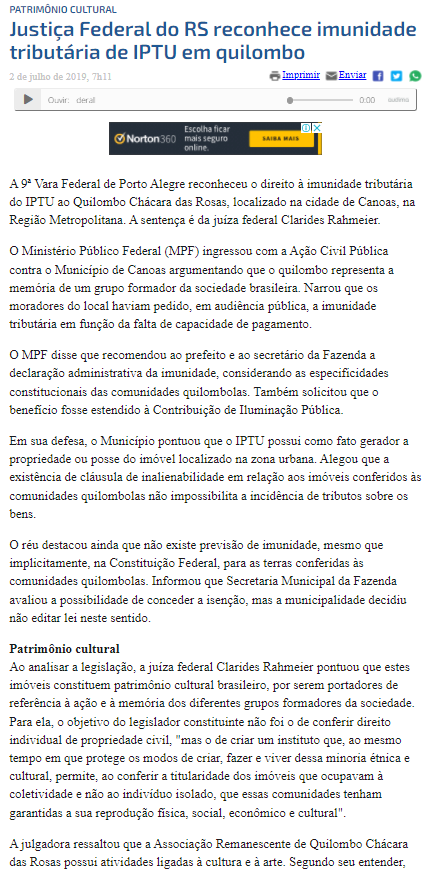 PATRIMÔNIO CULTURAL
Justiça Federal do RS reconhece imunidade
tributária de IPTU em quilombo
2 de julho de 2019, 7h11
Imprimir Enviar
Ouvir: deral 0:00 audima
Norton360 Escolha ficar mais seguro online. SAIBA MAIS
A 9ª Vara Federal de Porto Alegre reconheceu o direito à imunidade tributária
do IPTU ao Quilombo Chácara das Rosas, localizado na cidade de Canoas, na
Região Metropolitana. A sentença é da juíza federal Clarides Rahmeier.
O Ministério Público Federal (MPF) ingressou com a Ação Civil Pública
contra o Município de Canoas argumentando que o quilombo representa a
memória de um grupo formador da sociedade brasileira. Narrou que os
moradores do local haviam pedido, em audiência pública, a imunidade
tributária em função da falta de capacidade de pagamento.
O MPF disse que recomendou ao prefeito e ao secretário da Fazenda a
declaração administrativa da imunidade, considerando as especificidades
constitucionais das comunidades quilombolas. Também solicitou que o
benefício fosse estendido à Contribuição de Iluminação Pública.
Em sua defesa, o Município pontuou que o IPTU possui como fato gerador a
propriedade ou posse do imóvel localizado na zona urbana. Alegou que a
existência de cláusula de inalienabilidade em relação aos imóveis conferidos às
comunidades quilombolas não impossibilita a incidência de tributos sobre os
bens.
O réu destacou ainda que não existe previsão de imunidade, mesmo que
implicitamente, na Constituição Federal, para as terras conferidas às
comunidades quilombolas. Informou que Secretaria Municipal da Fazenda
avaliou a possibilidade de conceder a isenção, mas a municipalidade decidiu
não editar lei neste sentido.
Patrimônio cultural
Ao analisar a legislação, a juíza federal Clarides Rahmeier pontuou que estes
imóveis constituem patrimônio cultural brasileiro, por serem portadores de
referência à ação e à memória dos diferentes grupos formadores da sociedade.
Para ela, o objetivo do legislador constituinte não foi o de conferir direito
individual de propriedade civil, "mas o de criar um instituto que, ao mesmo
tempo em que protege os modos de criar, fazer e viver dessa minoria étnica e
cultural, permite, ao conferir a titularidade dos imóveis que ocupavam à
coletividade e não ao indivíduo isolado, que essas comunidades tenham
garantidas a sua reprodução física, social, econômico e cultural".
A julgadora ressaltou que a Associação Remanescente de Quilombo Chácara
das Rosas possui atividades ligadas à cultura e à arte. Segundo seu entender,